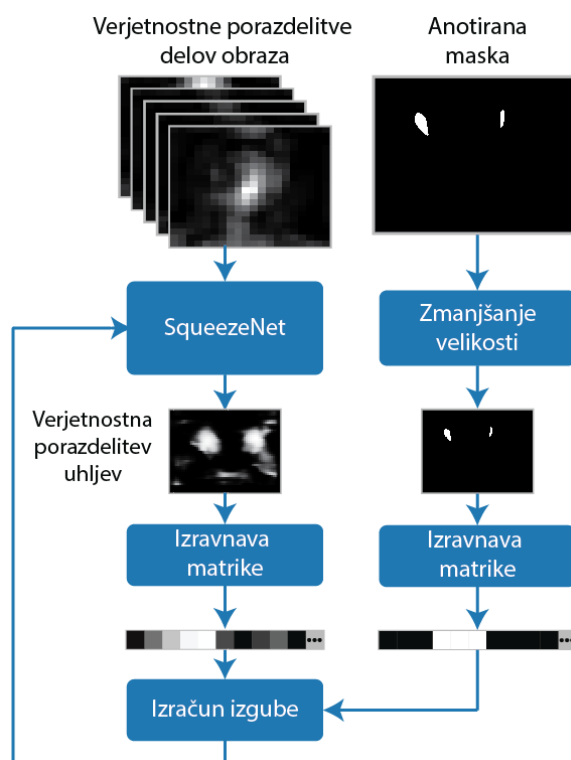 Verjetnostne porazdelitve
delov obraza
Anotirana
maska
SqueezeNet
Zmanjšanje
velikosti
Verjetnostna
porazdelitev
uhljev
Izravnava
matrike
Izravnava
matrike
•••
•••
Izračun izgube